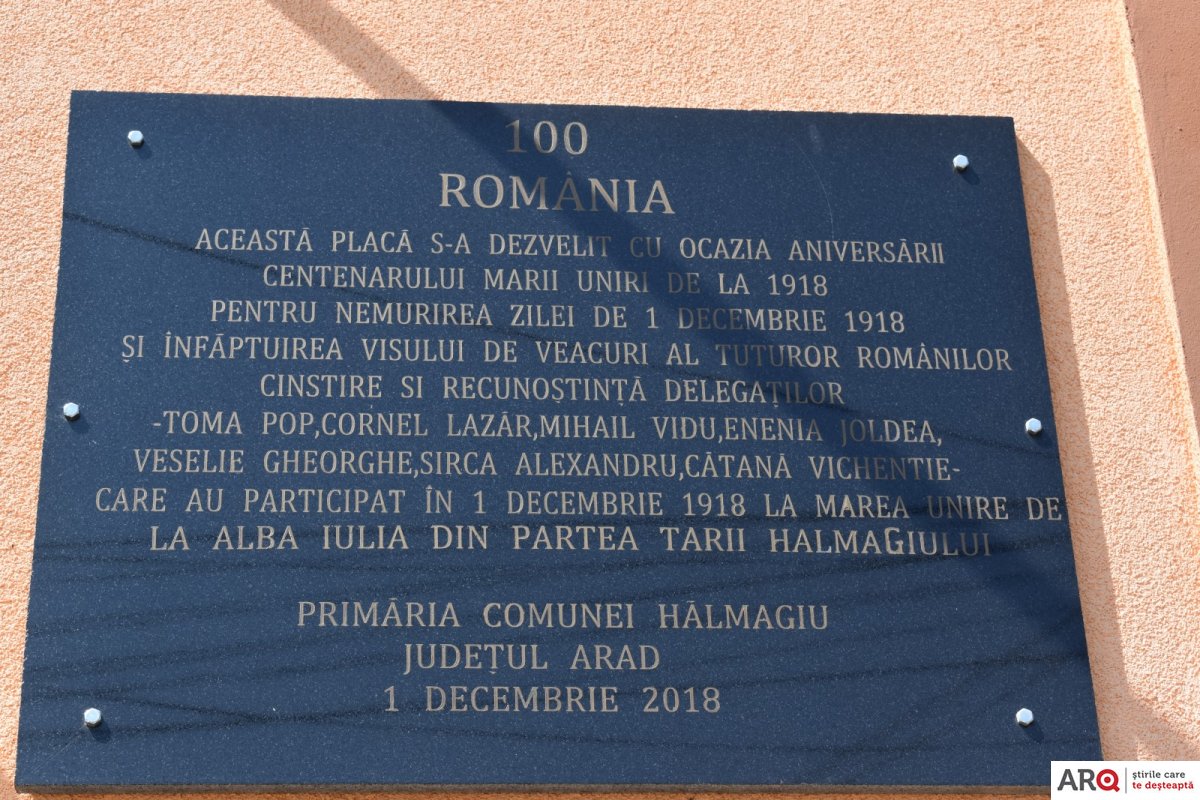 100
ROMÂNIA
ACEASTĂ PLACĂ S-A DEZVELIT CU OCAZIA ANIVERSĂRII
CENTENARULUI MARII UNIRI DE LA 1918
PENTRU NEMURIREA ZILEI DE 1 DECEMBRIE 1918
ȘI ÎNFĂPTUIREA VISULUI DE VEACURI AL TUTUROR ROMÂNILOR
CINSTIRE SI RECUNOȘTINȚĂ DELEGAȚILOR
-TOMA POP,CORNEL LAZĂR,MIHAIL VIDU,ENENIA JOLDEA,
VESELIE GHEORGHE,SIRCA ALEXANDRU,CĂTANĂ VICHENTIE-
CARE AU PARTICIPAT ÎN 1 DECEMBRIE 1918 LA MAREA UNIRE DE
LA ALBA IULIA DIN PARTEA TARII HALMAGIULUI
PRIMĂRIA COMUNEI HĂLMAGIU
JUDEȚUL ARAD
1 DECEMBRIE 2018
ARQ știrile care
te deșteaptă